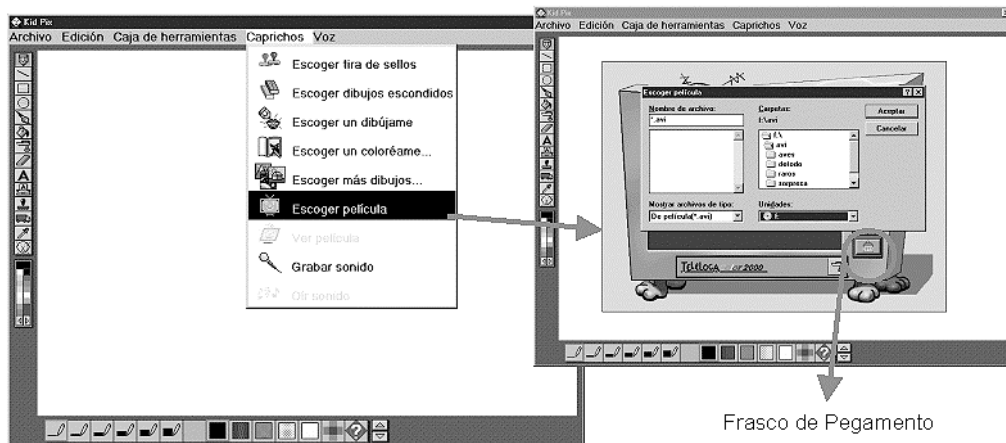 Kid Pix
Archivo Edición Caja de herramientas Caprichos Voz
Escoger tira de sellos
Escoger dibujos escondidos
Escoger un dibújame
Escoger un coloréame...
Escoger más dibujos...
Escoger película
Ver película
Grabar sonido
Oír sonido
Kid Pix
Archivo Edición Caja de herramientas Caprichos Voz
Escoger película
Nombre de archivo:
*.avi
Carpetas:
f:\avi
f:\
avi
aves
detodo
raros
sorpresa
Aceptar
Cancelar
Mostrar archivos de tipo:
De película(*.avi)
Unidades:
TeleLoca 2000
Frasco de Pegamento